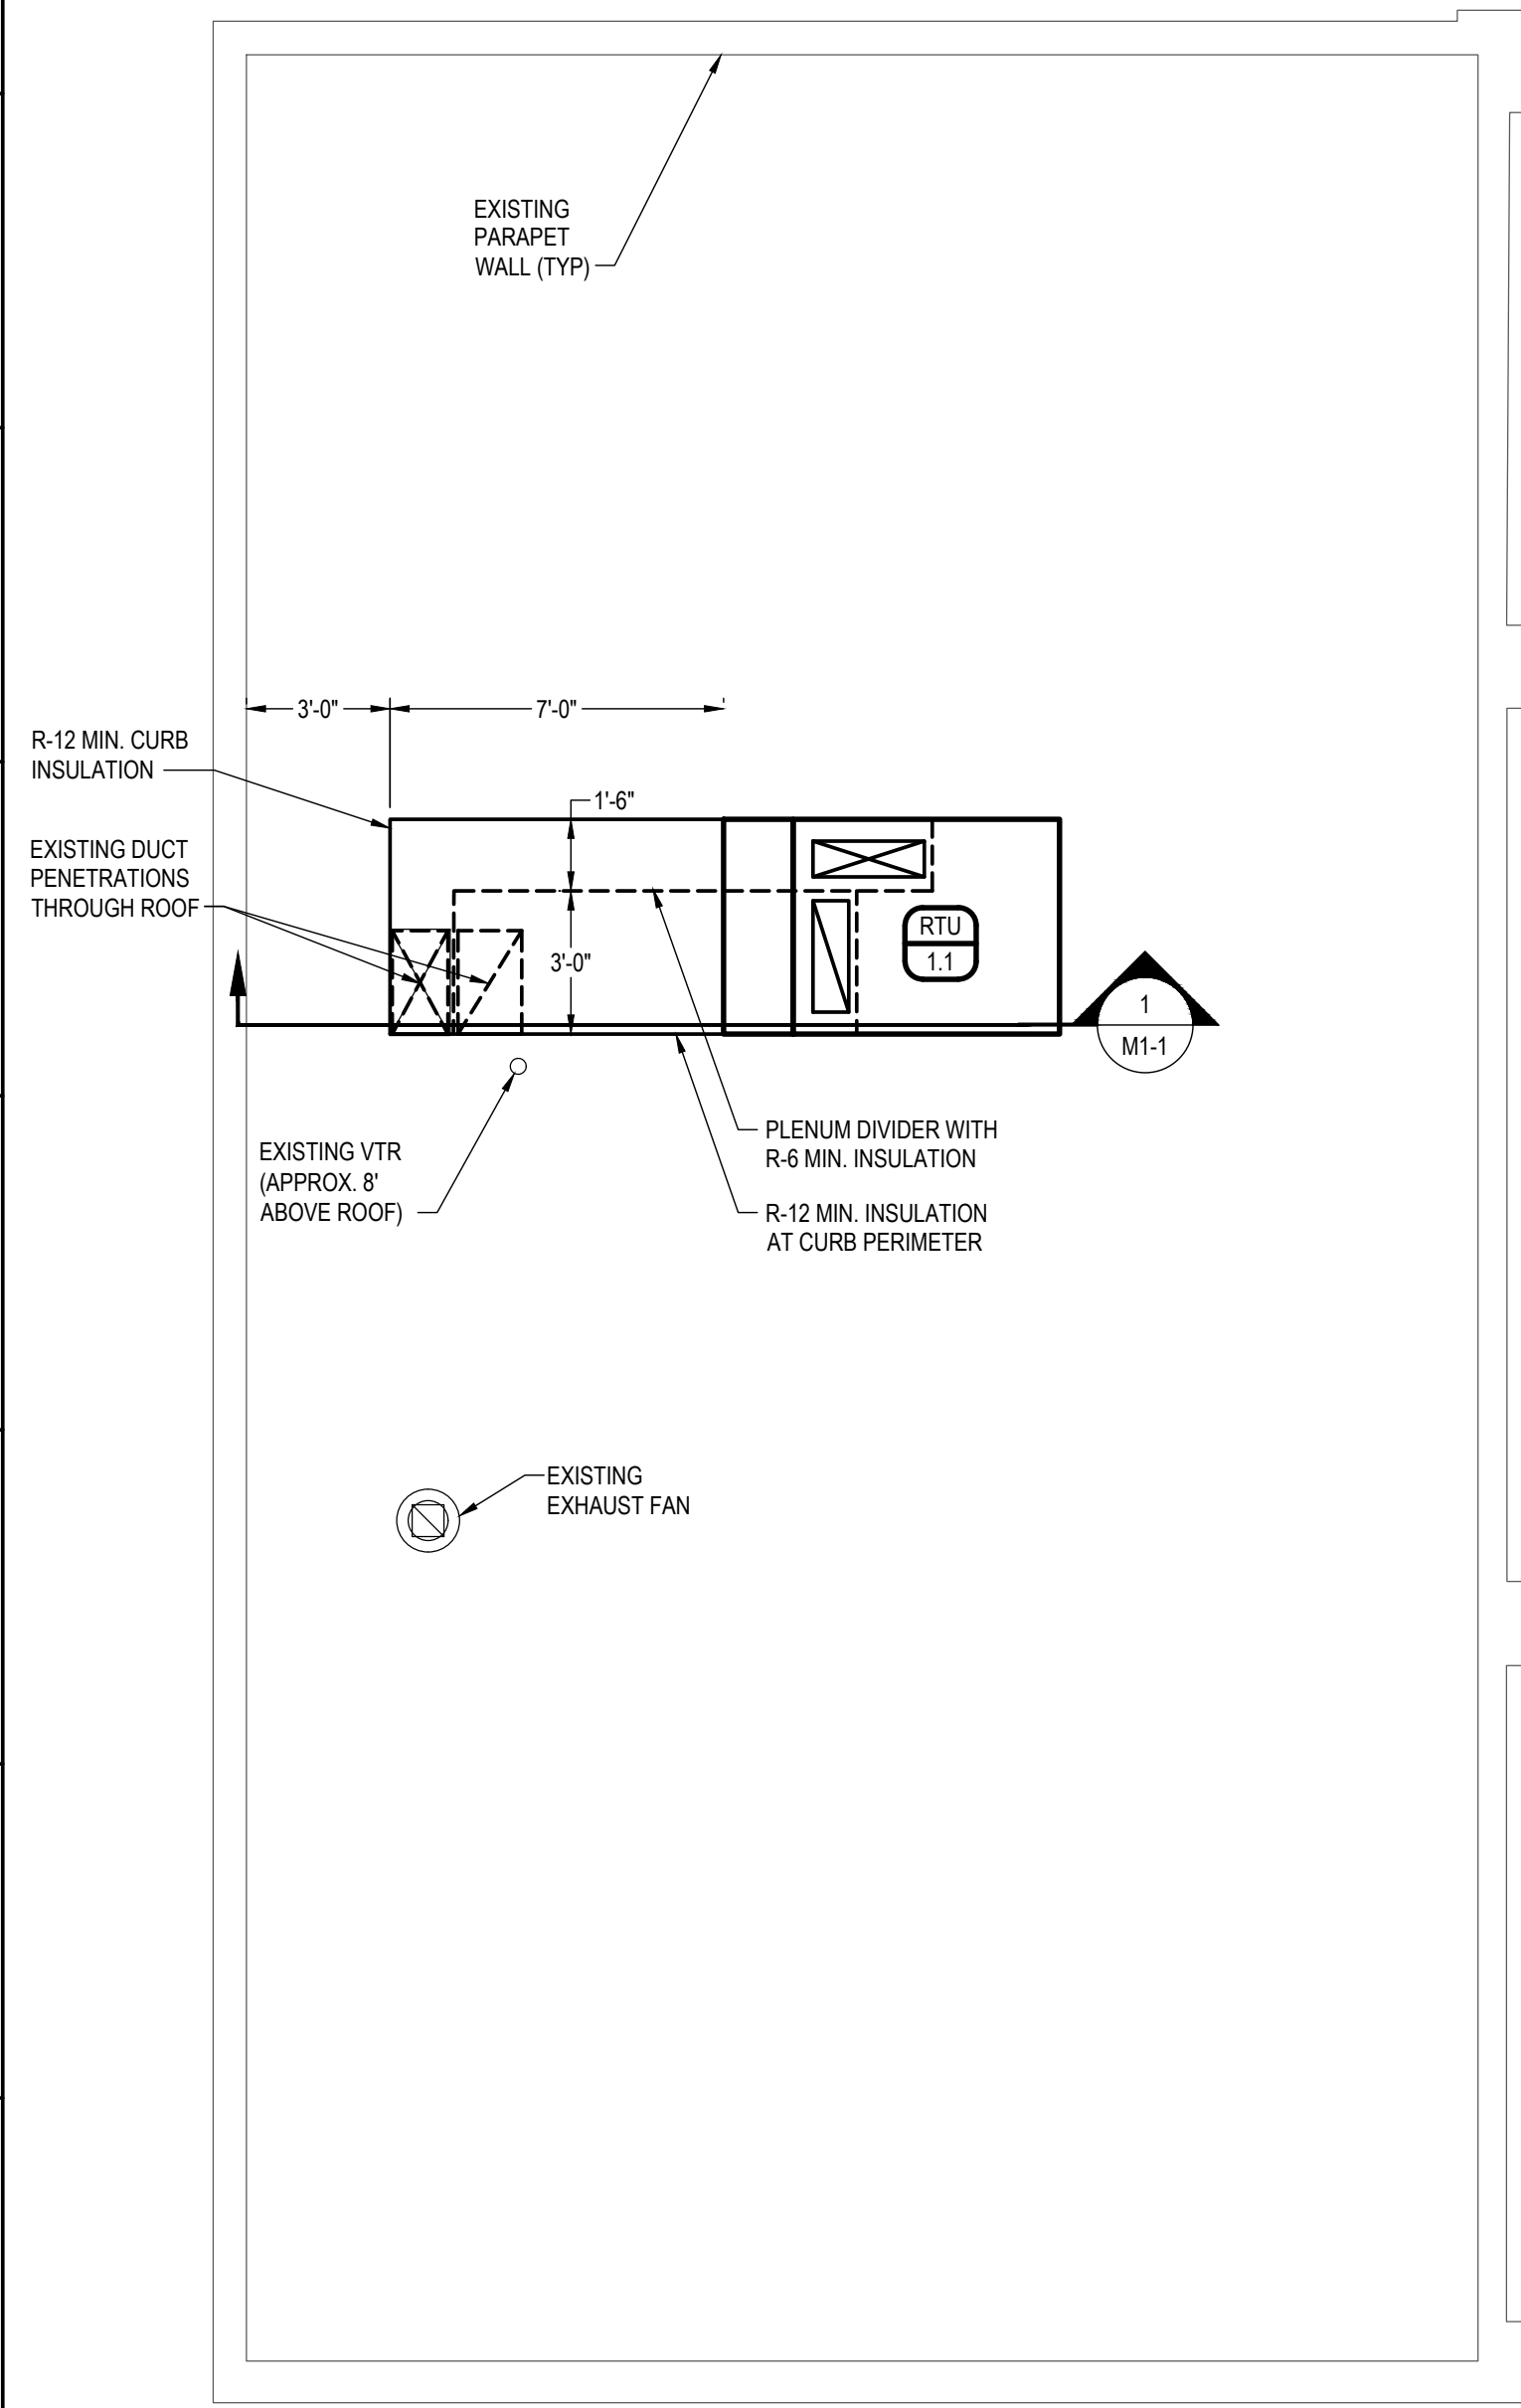 EXISTING
PARAPET
WALL (TYP)
3'-0"
7'-0"
R-12 MIN. CURB
INSULATION
1'-6"
EXISTING DUCT
PENETRATIONS
THROUGH ROOF
3'-0"
RTU
1.1
1
M1-1
EXISTING VTR
(APPROX. 8'
ABOVE ROOF)
PLENUM DIVIDER WITH
R-6 MIN. INSULATION
R-12 MIN. INSULATION
AT CURB PERIMETER
EXISTING
EXHAUST FAN